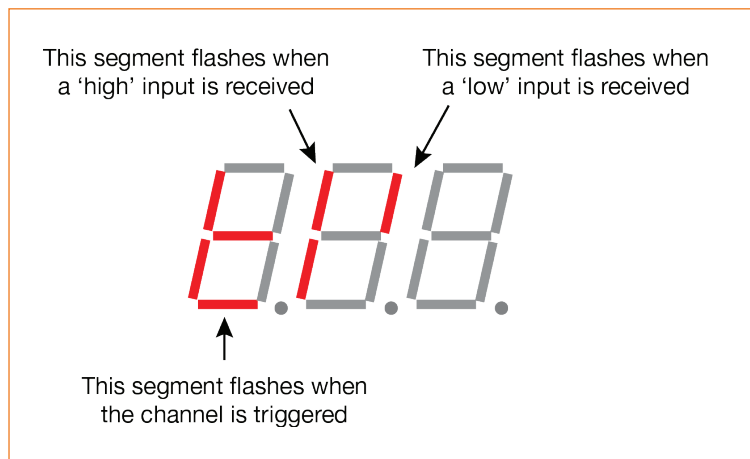 This segment flashes when
a ‘high’ input is received
This segment flashes when
a ‘low’ input is received
This segment flashes when
the channel is triggered